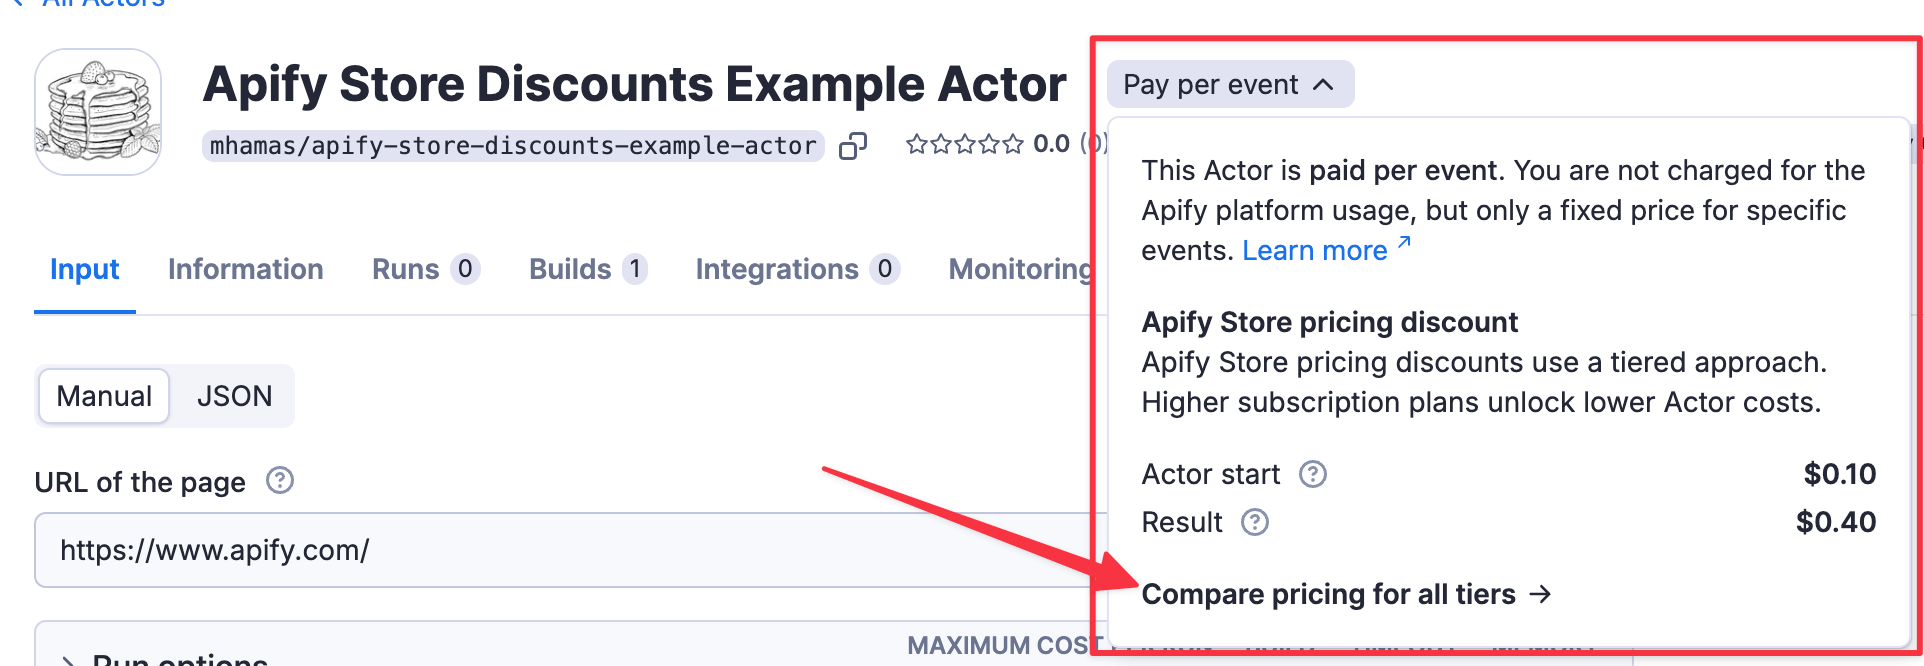 All Actors
Apify Store Discounts Example Actor
Pay per event
mhamas/apify-store-discounts-example-actor
0.0 (0)
This Actor is paid per event. You are not charged for the
Apify platform usage, but only a fixed price for specific
events. Learn more
Input Information Runs 0 Builds 1 Integrations 0 Monitoring
Apify Store pricing discount
Apify Store pricing discounts use a tiered approach.
Higher subscription plans unlock lower Actor costs.
Manual JSON
Actor start ? $0.10
URL of the page ?
Result ? $0.40
https://www.apify.com/
Compare pricing for all tiers →
MAXIMUM COST
Run options